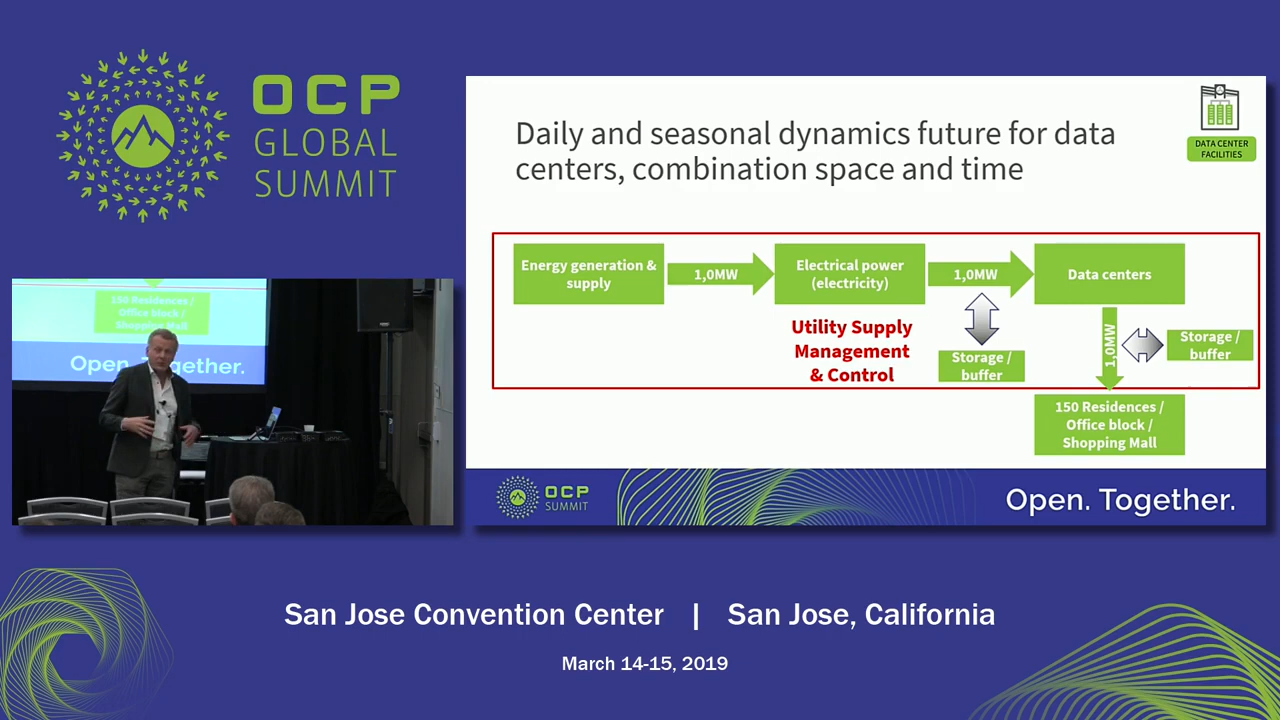 OCP
GLOBAL
SUMMIT
Daily and seasonal dynamics future for data
centers, combination space and time
DATA CENTER
FACILITIES
Energy generation &
supply
1,0MW
Electrical power
(electricity)
1,0MW
Data centers
Utility Supply
Management
& Control
Storage /
buffer
1,0MW
Storage /
buffer
150 Residences /
Office block /
Shopping Mall
OCP
SUMMIT
Open. Together.
150 Residences /
Office block /
Shopping Mall
Open. Together.
San Jose Convention Center | San Jose, California
March 14-15, 2019